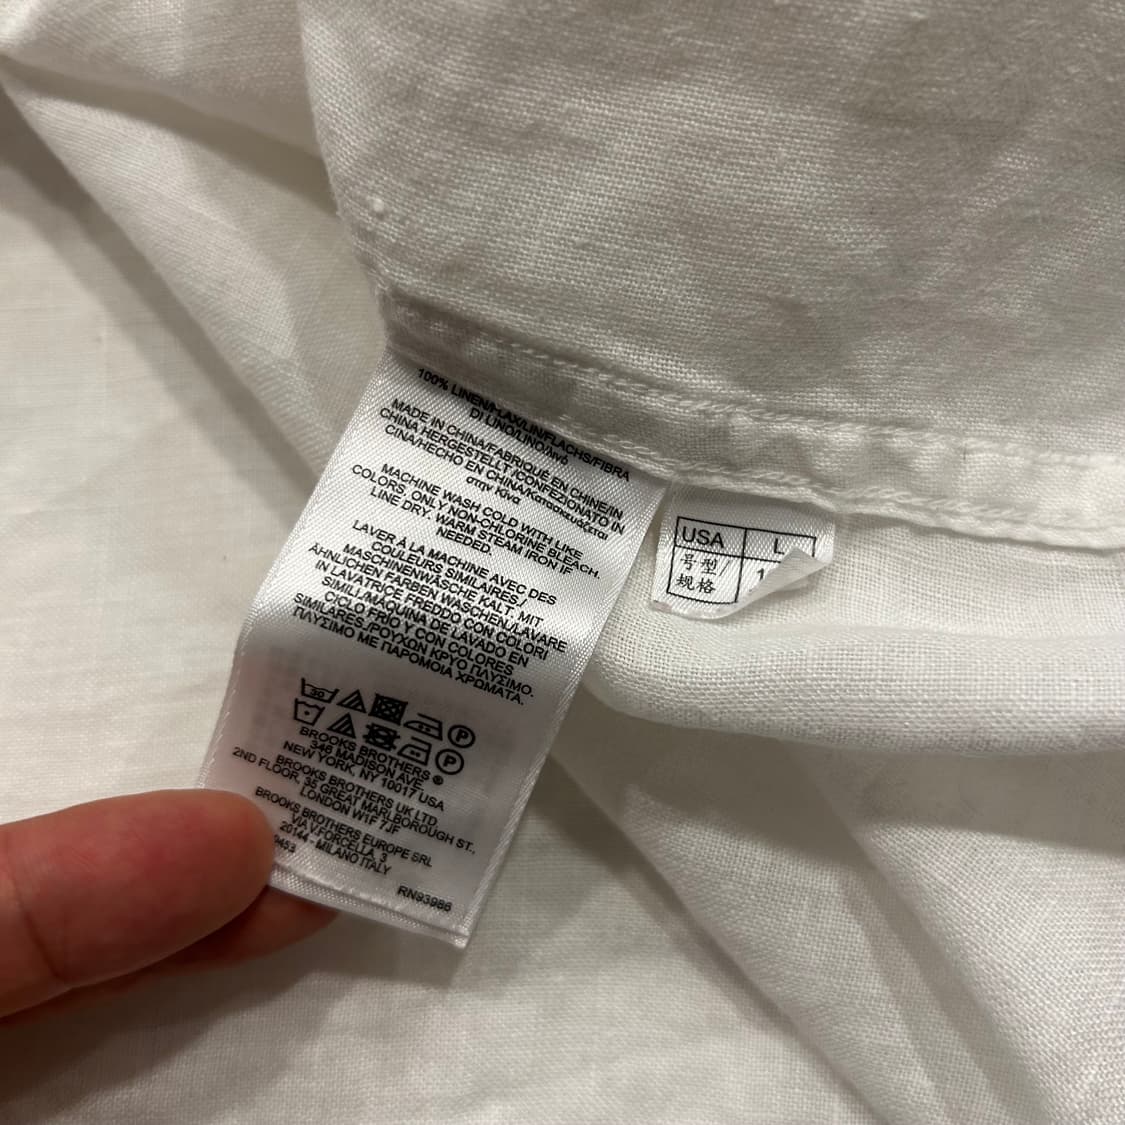 100% LINEN/FLAX/LIN/FLACHS/FIBRA
DI LINO/LINO/λινό
MADE IN CHINA/FABRIQUÉ EN CHINE/IN
CHINA HERGESTELLT /CONFEZIONATO IN
CINA/HECHO EN CHINA/Κατασκευάζεται
στην Κίνα
MACHINE WASH COLD WITH LIKE
COLORS. ONLY NON-CHLORINE BLEACH.
LINE DRY. WARM STEAM IRON IF
NEEDED.
LAVER À LA MACHINE AVEC DES
COULEURS SIMILAIRES/
MASCHINENWÄSCHE KALT. MIT
ÄHNLICHEN FARBEN WASCHEN/LAVARE
IN LAVATRICE FREDDO CON COLORI
SIMILI/MÁQUINA DE LAVADO EN
CICLO FRÍO Y CON COLORES
SIMILARES./ΡΟΥΧΩΝ ΚΡΥΟ ΠΛΥΣΙΜΟ.
ΠΛΥΣΙΜΟ ΜΕ ΠΑΡΟΜΟΙΑ ΧΡΩΜΑΤΑ.
30 P
P
BROOKS BROTHERS ®
346 MADISON AVE.
NEW YORK, NY 10017 USA
BROOKS BROTHERS UK LTD
2ND FLOOR, 35 GREAT MARLBOROUGH ST.,
LONDON W1F 7JF
BROOKS BROTHERS EUROPE SRL
VIA V.FORCELLA, 3
20144 - MILANO ITALY
RN93986
USA L
号型/
规格